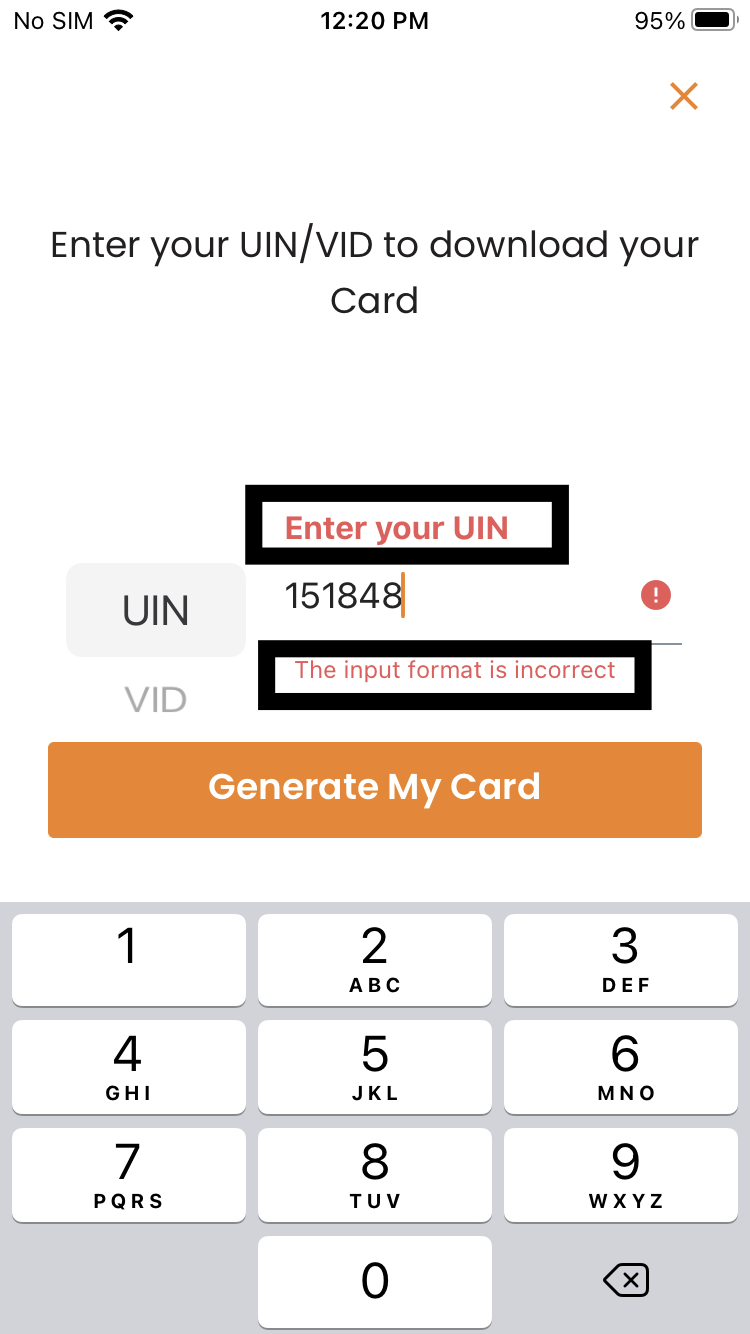 No SIM 12:20 PM 95%
Enter your UIN/VID to download your
Card
Enter your UIN
UIN 151848
The input format is incorrect
VID
Generate My Card
1 2 3
ABC DEF
4 5 6
GHI JKL MNO
7 8 9
PQRS TUV WXYZ
0